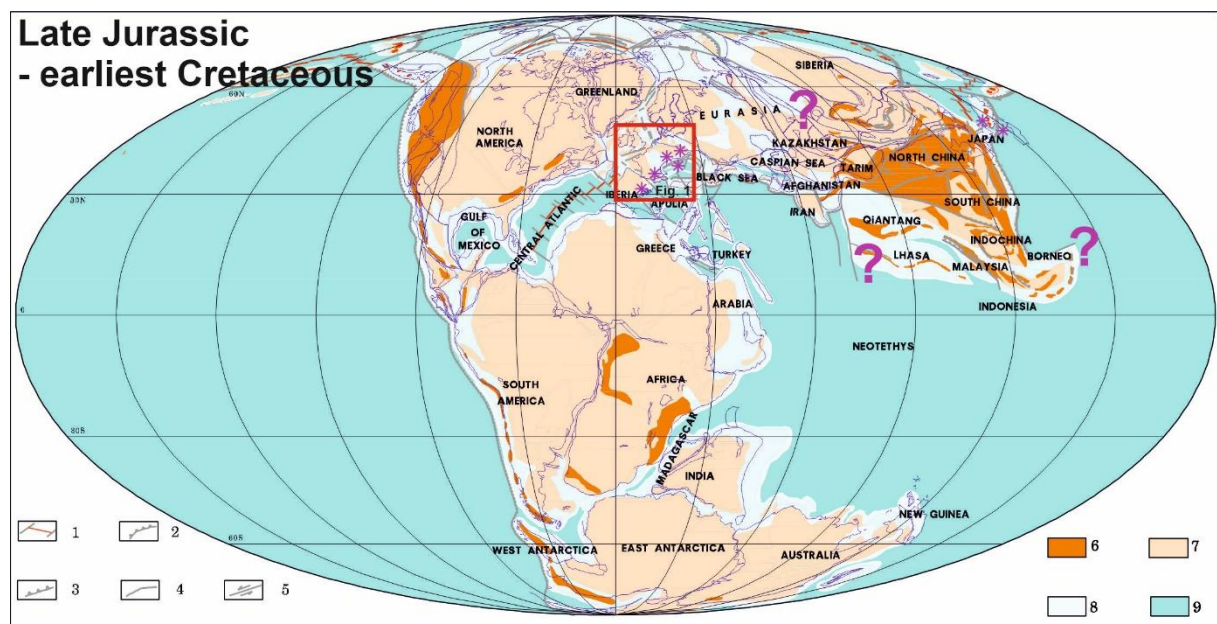 Late Jurassic
- earliest Cretaceous
60N
GREENLAND
SIBERIA
EURASIA
?
NORTH
AMERICA
KAZAKHSTAN
JAPAN
CASPIAN SEA
TARIM
NORTH CHINA
BLACK SEA
AFGHANISTAN
30N
IBERIA
Fig. 1
APULIA
SOUTH CHINA
IRAN
CENTRAL ATLANTIC
GULF
OF
MEXICO
QIANTANG
GREECE
TURKEY
INDOCHINA
LHASA
MALAYSIA
BORNEO
?
?
ARABIA
INDONESIA
NEOTETHYS
SOUTH
AMERICA
AFRICA
MADAGASCAR
INDIA
NEW GUINEA
WEST ANTARCTICA
EAST ANTARCTICA
AUSTRALIA
60S
1
2
3
4
5
6
7
8
9